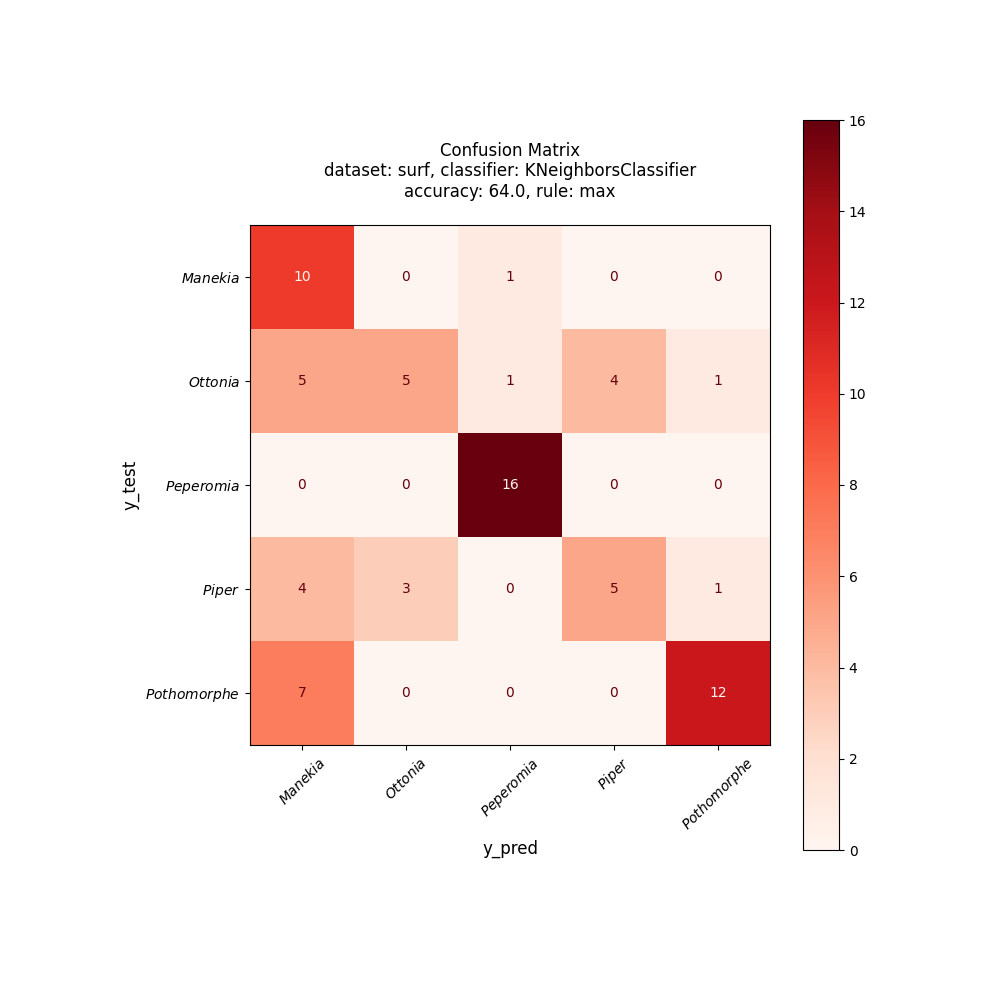 Confusion Matrix
dataset: surf, classifier: KNeighborsClassifier
accuracy: 64.0, rule: max
16
14
12
10
8
6
4
2
0
y_test
Manekia 10 0 1 0 0
Ottonia 5 5 1 4 1
Peperomia 0 0 16 0 0
Piper 4 3 0 5 1
Pothomorphe 7 0 0 0 12
Manekia Ottonia Peperomia Piper Pothomorphe
y_pred